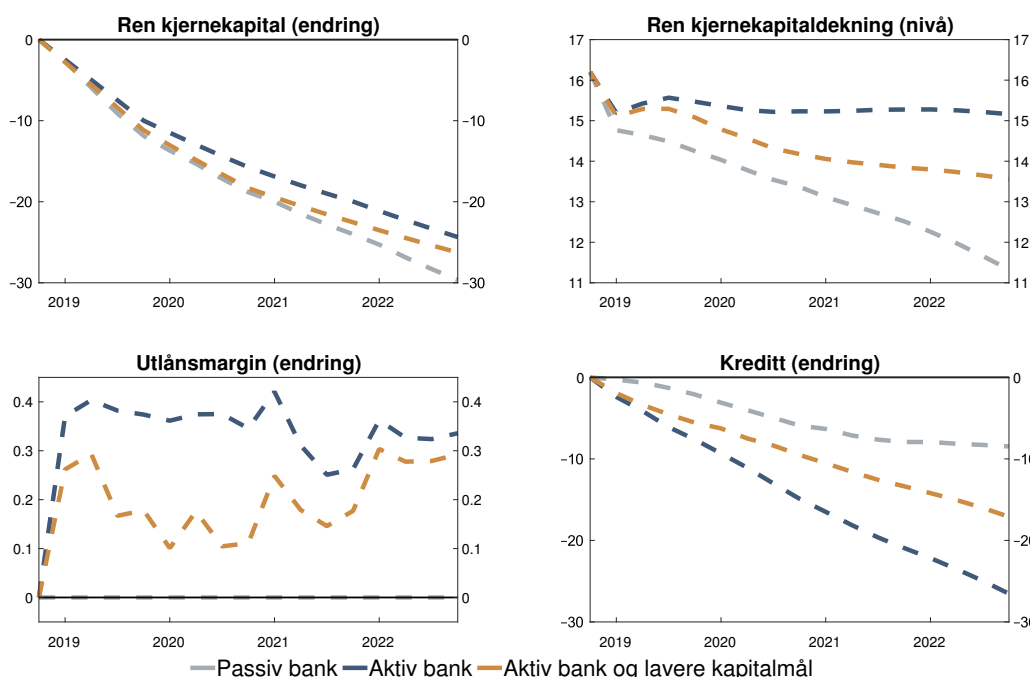 Ren kjernekapital (endring)
0 0
−10 −10
−20 −20
−30 −30
2019 2020 2021 2022
Ren kjernekapitaldekning (nivå)
17 17
16 16
15 15
14 14
13 13
12 12
11 11
2019 2020 2021 2022
Utlånsmargin (endring)
0.4 0.4
0.3 0.3
0.2 0.2
0.1 0.1
0 0
2019 2020 2021 2022
Kreditt (endring)
0 0
−10 −10
−20 −20
−30 −30
2019 2020 2021 2022
Passiv bank Aktiv bank Aktiv bank og lavere kapitalmål